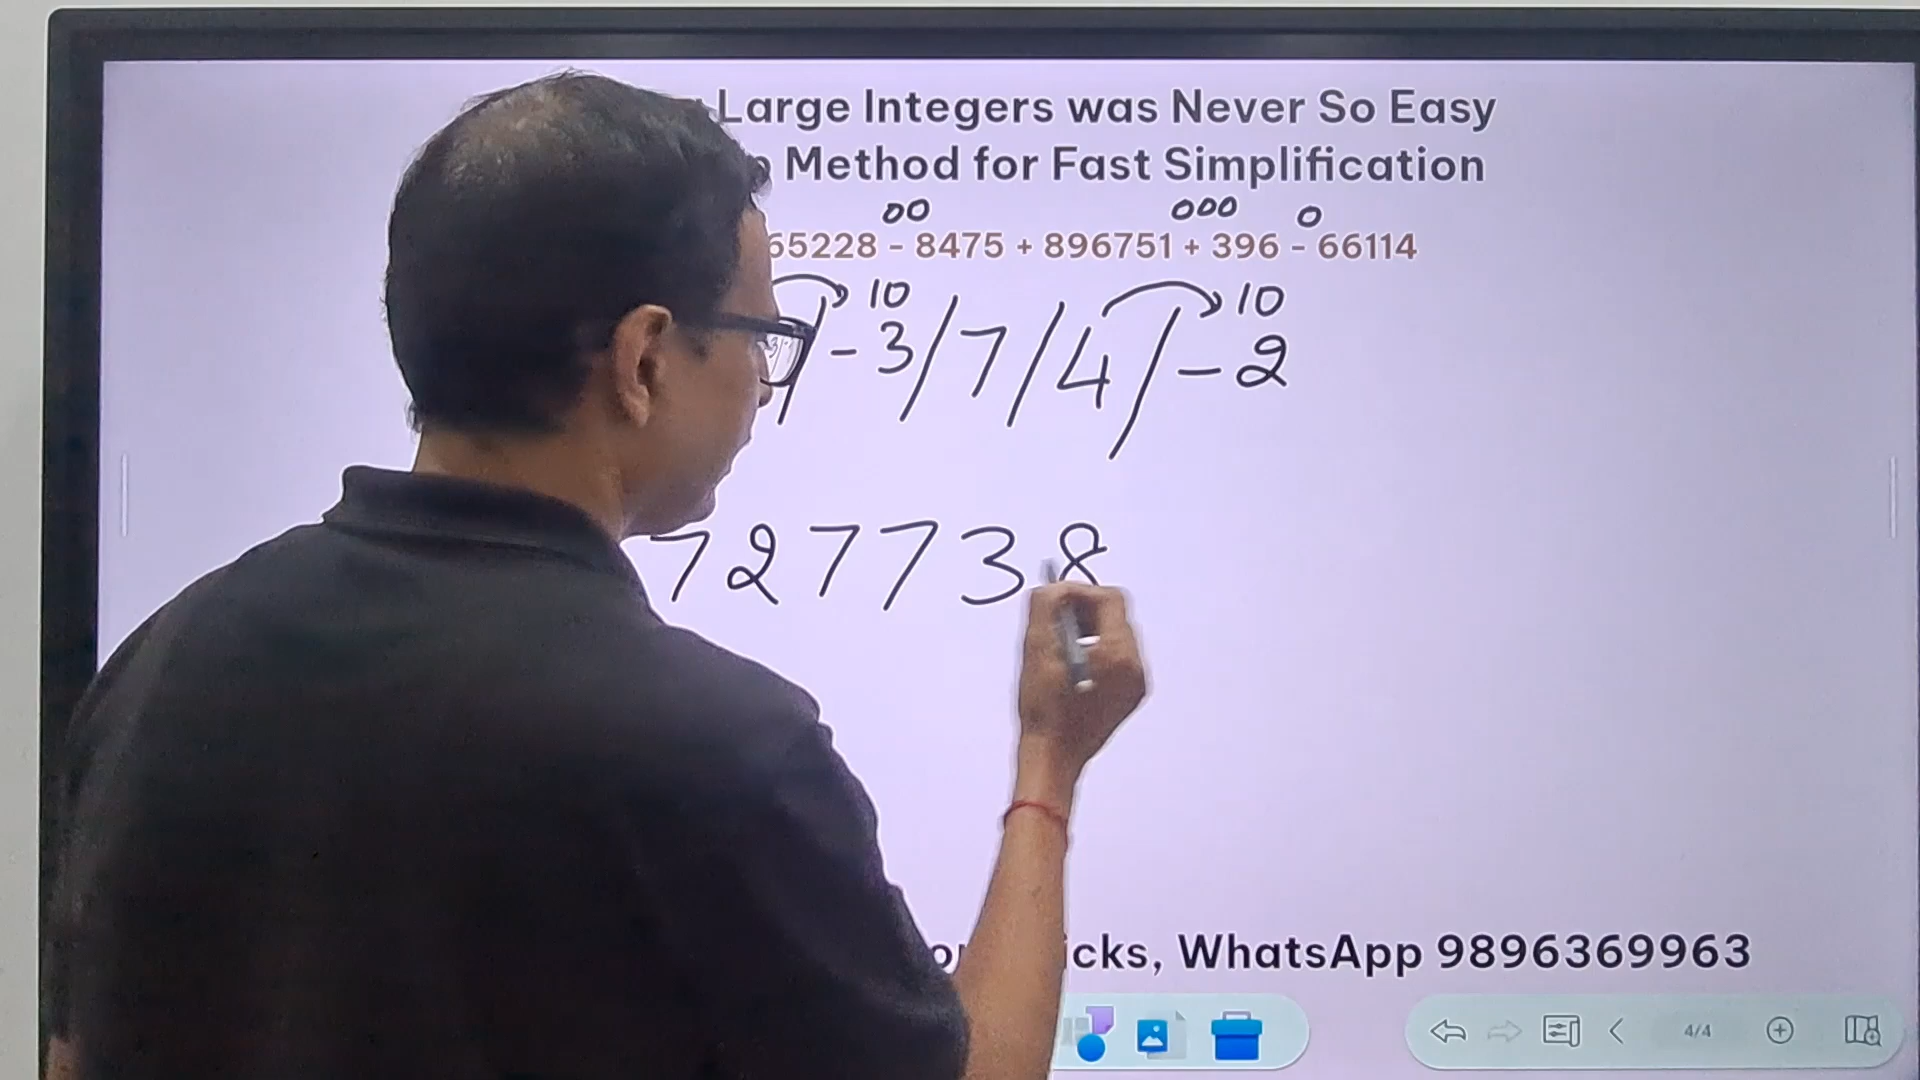 Large Integers was Never So Easy
Method for Fast Simplification
00 000 0
65228 - 8475 + 896751 + 396 - 66114
10 10
/ - 3 / 7 / 4 / - 2
727738
cks, WhatsApp 9896369963
4/4